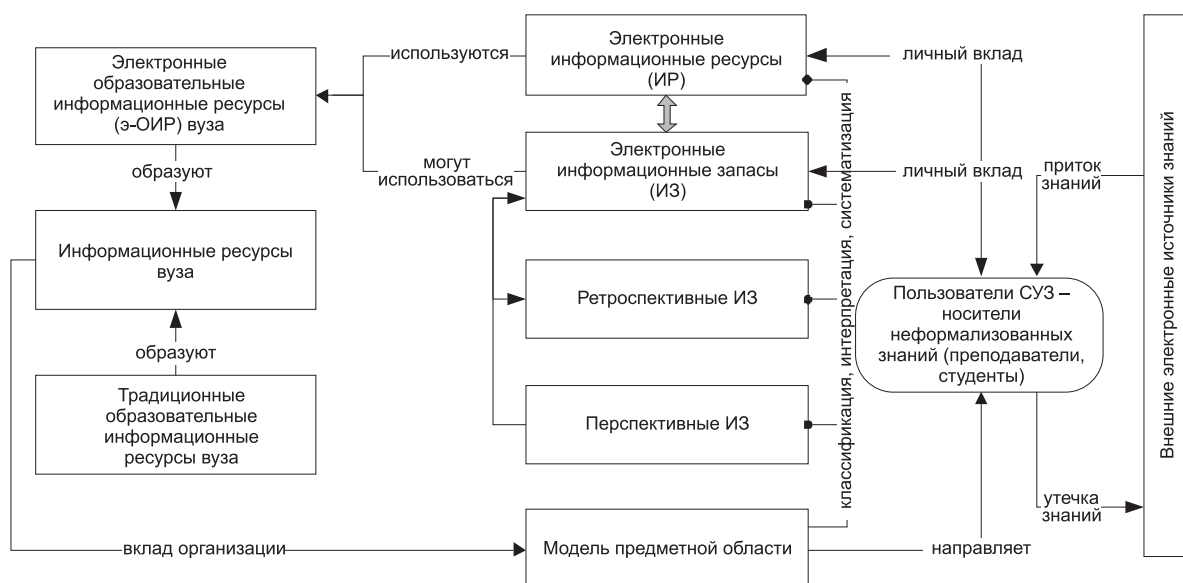 Электронные
образовательные
информационные ресурсы
(э-ОИР) вуза
образуют
Информационные ресурсы
вуза
образуют
Традиционные
образовательные
информационные
ресурсы вуза
вклад организации
используются
могут
использоваться
Электронные
информационные ресурсы
(ИР)
Электронные
информационные запасы
(ИЗ)
Ретроспективные ИЗ
Перспективные ИЗ
Модель предметной области
классификация, интерпретация, систематизация
личный вклад
личный вклад
приток
знаний
Пользователи СУЗ –
носители
неформализованных
знаний (преподаватели,
студенты)
утечка
знаний
направляет
Внешние электронные источники знаний